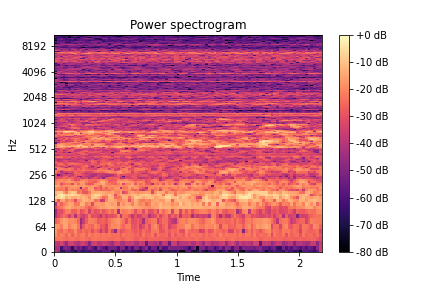 Power spectrogram
+0 dB
8192
-10 dB
4096
-20 dB
2048
-30 dB
1024
Hz
-40 dB
512
-50 dB
256
128
-60 dB
64
-70 dB
0
-80 dB
0 0.5 1 1.5 2
Time